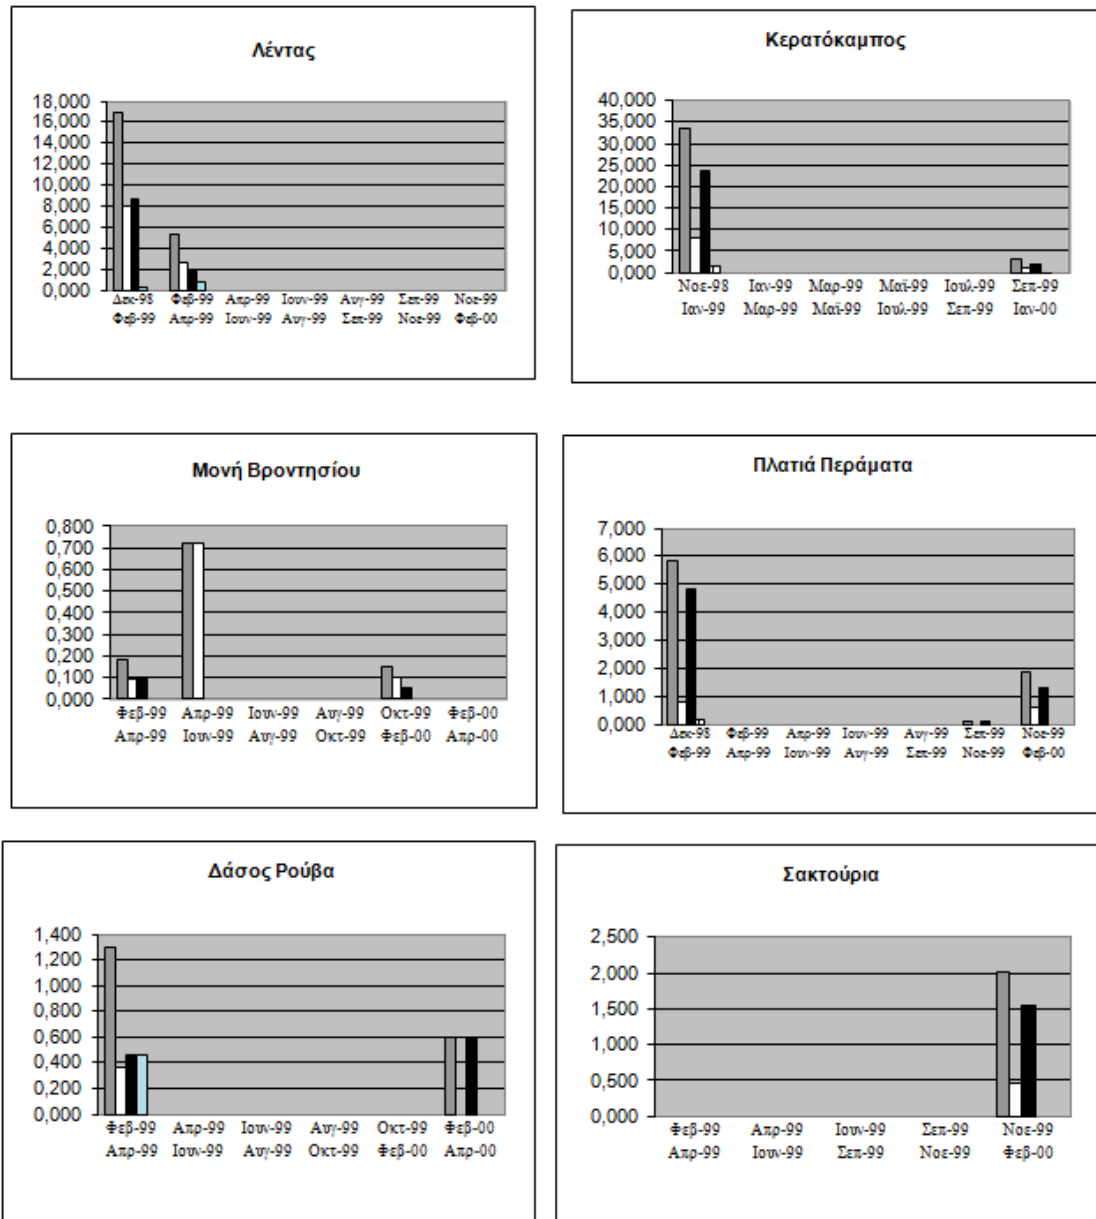 Λέντας
18,000
16,000
14,000
12,000
10,000
8,000
6,000
4,000
2,000
0,000
Δεκ-98 Φεβ-99 Απρ-99 Ιουν-99 Αυγ-99 Σεπ-99 Νοε-99
Φεβ-99 Απρ-99 Ιουν-99 Αυγ-99 Σεπ-99 Νοε-99 Φεβ-00
Κερατόκαμπος
40,000
35,000
30,000
25,000
20,000
15,000
10,000
5,000
0,000
Νοε-98 Ιαν-99 Μαρ-99 Μαϊ-99 Ιουλ-99 Σεπ-99
Ιαν-99 Μαρ-99 Μαϊ-99 Ιουλ-99 Σεπ-99 Ιαν-00
Μονή Βροντησίου
0,800
0,700
0,600
0,500
0,400
0,300
0,200
0,100
0,000
Φεβ-99 Απρ-99 Ιουν-99 Αυγ-99 Οκτ-99 Φεβ-00
Απρ-99 Ιουν-99 Αυγ-99 Οκτ-99 Φεβ-00 Απρ-00
Πλατιά Περάματα
7,000
6,000
5,000
4,000
3,000
2,000
1,000
0,000
Δεκ-98 Φεβ-99 Απρ-99 Ιουν-99 Αυγ-99 Σεπ-99 Νοε-99
Φεβ-99 Απρ-99 Ιουν-99 Αυγ-99 Σεπ-99 Νοε-99 Φεβ-00
Δάσος Ρούβα
1,400
1,200
1,000
0,800
0,600
0,400
0,200
0,000
Φεβ-99 Απρ-99 Ιουν-99 Αυγ-99 Οκτ-99 Φεβ-00
Απρ-99 Ιουν-99 Αυγ-99 Οκτ-99 Φεβ-00 Απρ-00
Σακτούρια
2,500
2,000
1,500
1,000
0,500
0,000
Φεβ-99 Απρ-99 Ιουν-99 Σεπ-99 Νοε-99
Απρ-99 Ιουν-99 Σεπ-99 Νοε-99 Φεβ-00